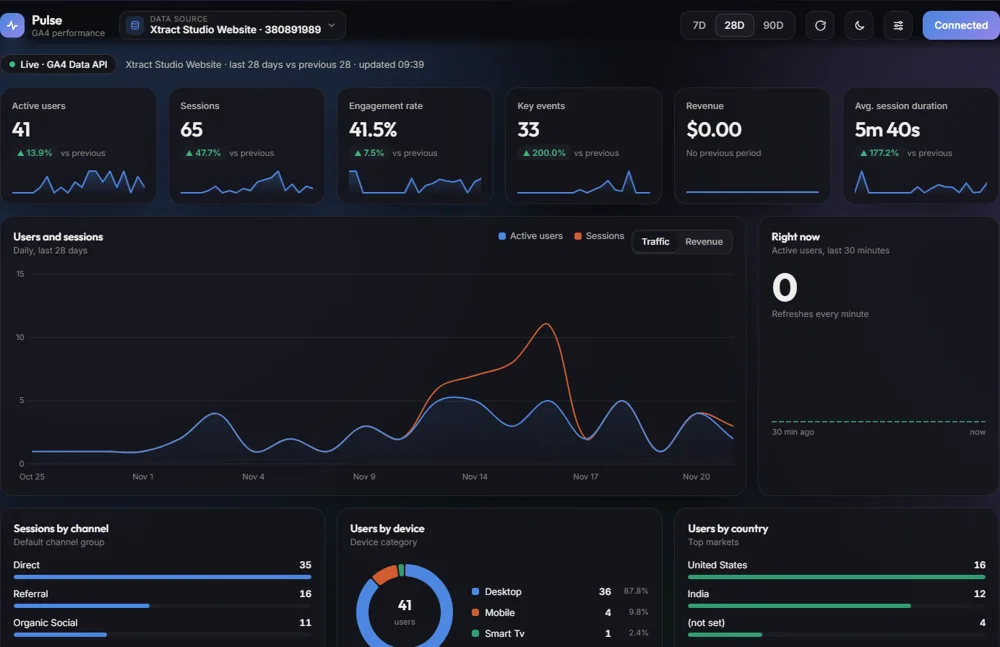 Pulse
GA4 performance
DATA SOURCE
Xtract Studio Website · 380891989
7D 28D 90D
Connected
Live · GA4 Data API
Xtract Studio Website · last 28 days vs previous 28 · updated 09:39
Active users
41
▲ 13.9% vs previous
Sessions
65
▲ 47.7% vs previous
Engagement rate
41.5%
▲ 7.5% vs previous
Key events
33
▲ 200.0% vs previous
Revenue
$0.00
No previous period
Avg. session duration
5m 40s
▲ 177.2% vs previous
Users and sessions
Daily, last 28 days
Active users Sessions
Traffic Revenue
15
10
5
0
Oct 25 Nov 1 Nov 4 Nov 9 Nov 14 Nov 17 Nov 20
Right now
Active users, last 30 minutes
0
Refreshes every minute
30 min ago now
Sessions by channel
Default channel group
Direct 35
Referral 16
Organic Social 11
Users by device
Device category
41
users
Desktop 36 87.8%
Mobile 4 9.8%
Smart Tv 1 2.4%
Users by country
Top markets
United States 16
India 12
(not set) 4